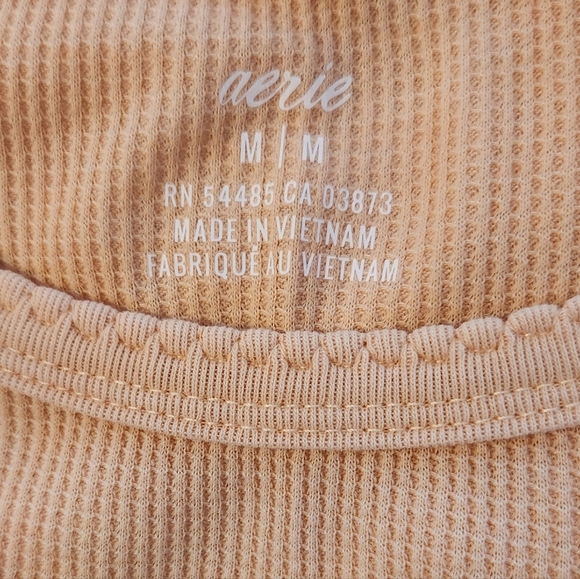 aerie
M | M
RN 54485 CA 03873
MADE IN VIETNAM
FABRIQUÉ AU VIETNAM